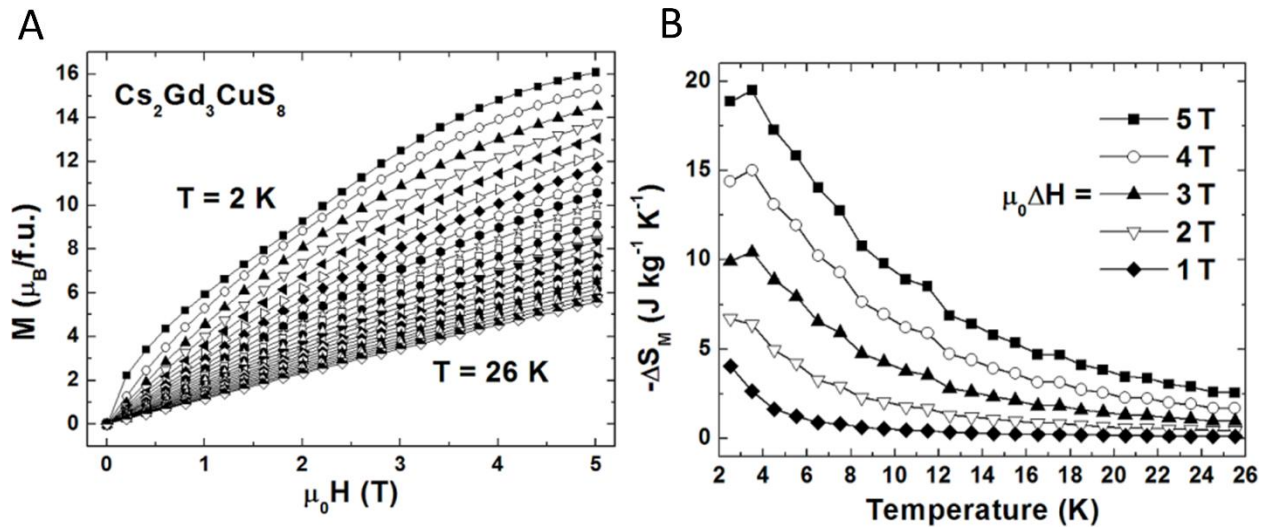 A
Cs2Gd3CuS8
T = 2 K
T = 26 K
M (μB/f.u.)
16
14
12
10
8
6
4
2
0
0 1 2 3 4 5
μ0H (T)
B
-ΔSM (J kg-1 K-1)
20
15
10
5
0
μ0ΔH =
5 T
4 T
3 T
2 T
1 T
2 4 6 8 10 12 14 16 18 20 22 24 26
Temperature (K)